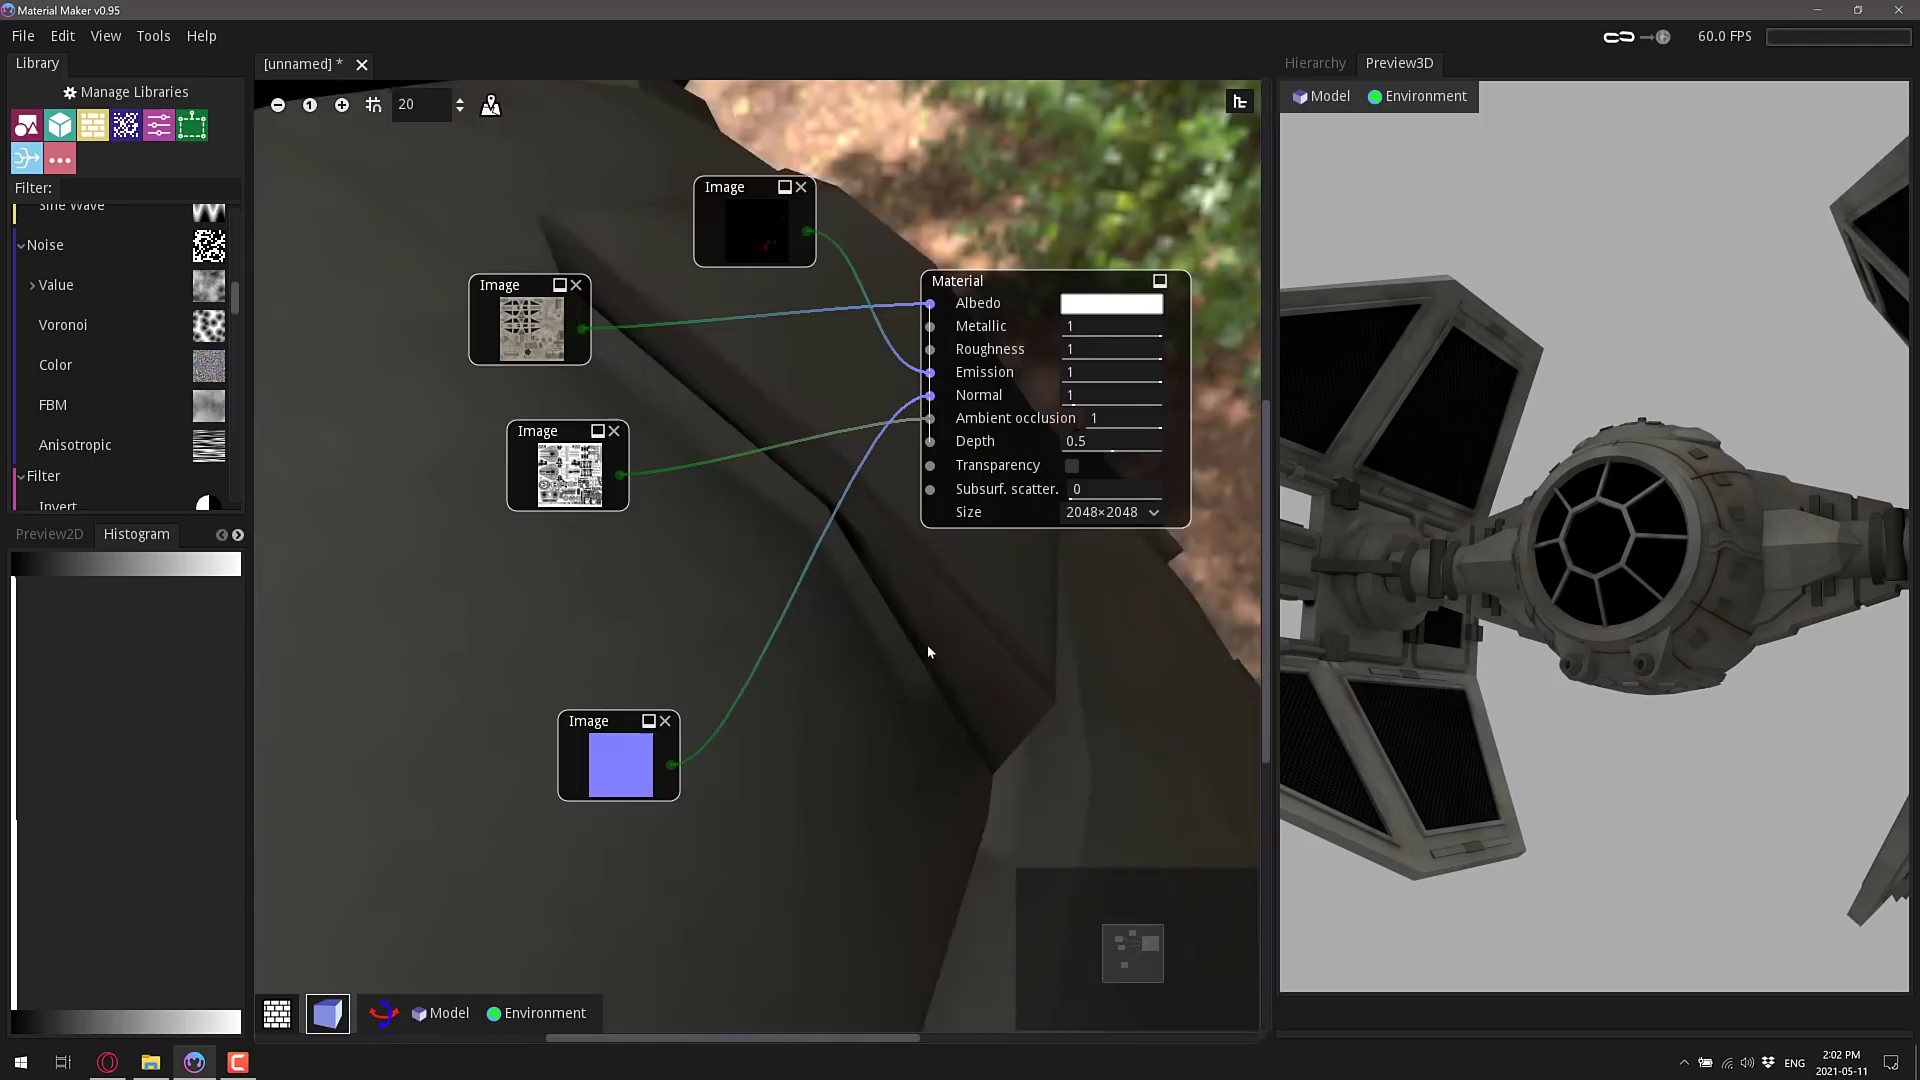 Material Maker v0.95
File Edit View Tools Help
60.0 FPS
Library
[unnamed] *
Hierarchy Preview3D
Manage Libraries
20
Model Environment
Filter:
Sine Wave
Noise
Value
Voronoi
Color
FBM
Anisotropic
Filter
Invert
Preview2D Histogram
Image
Image
Image
Image
Material
Albedo
Metallic 1
Roughness 1
Emission 1
Normal 1
Ambient occlusion 1
Depth 0.5
Transparency
Subsurf. scatter. 0
Size 2048×2048
Model Environment
ENG
2:02 PM
2021-05-11